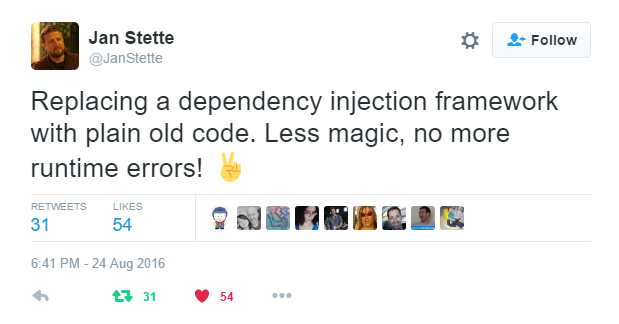 Jan Stette
@JanStette
Follow
Replacing a dependency injection framework
with plain old code. Less magic, no more
runtime errors! ✌
RETWEETS LIKES
31 54
6:41 PM - 24 Aug 2016
31 54